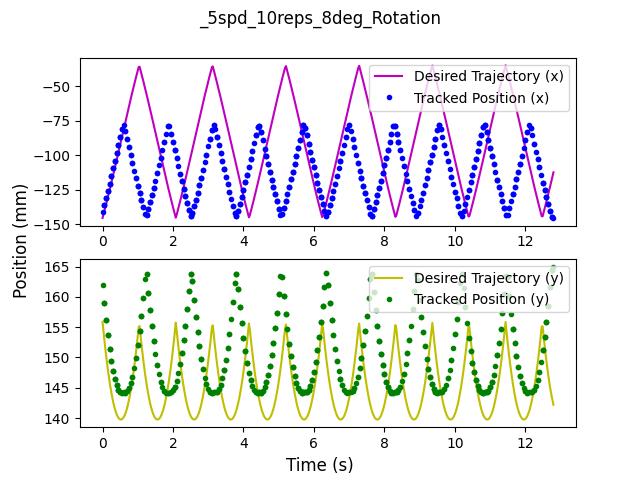 _5spd_10reps_8deg_Rotation
Position (mm)
−50
−75
−100
−125
−150
Desired Trajectory (x)
Tracked Position (x)
0 2 4 6 8 10 12
165
160
155
150
145
140
Desired Trajectory (y)
Tracked Position (y)
0 2 4 6 8 10 12
Time (s)